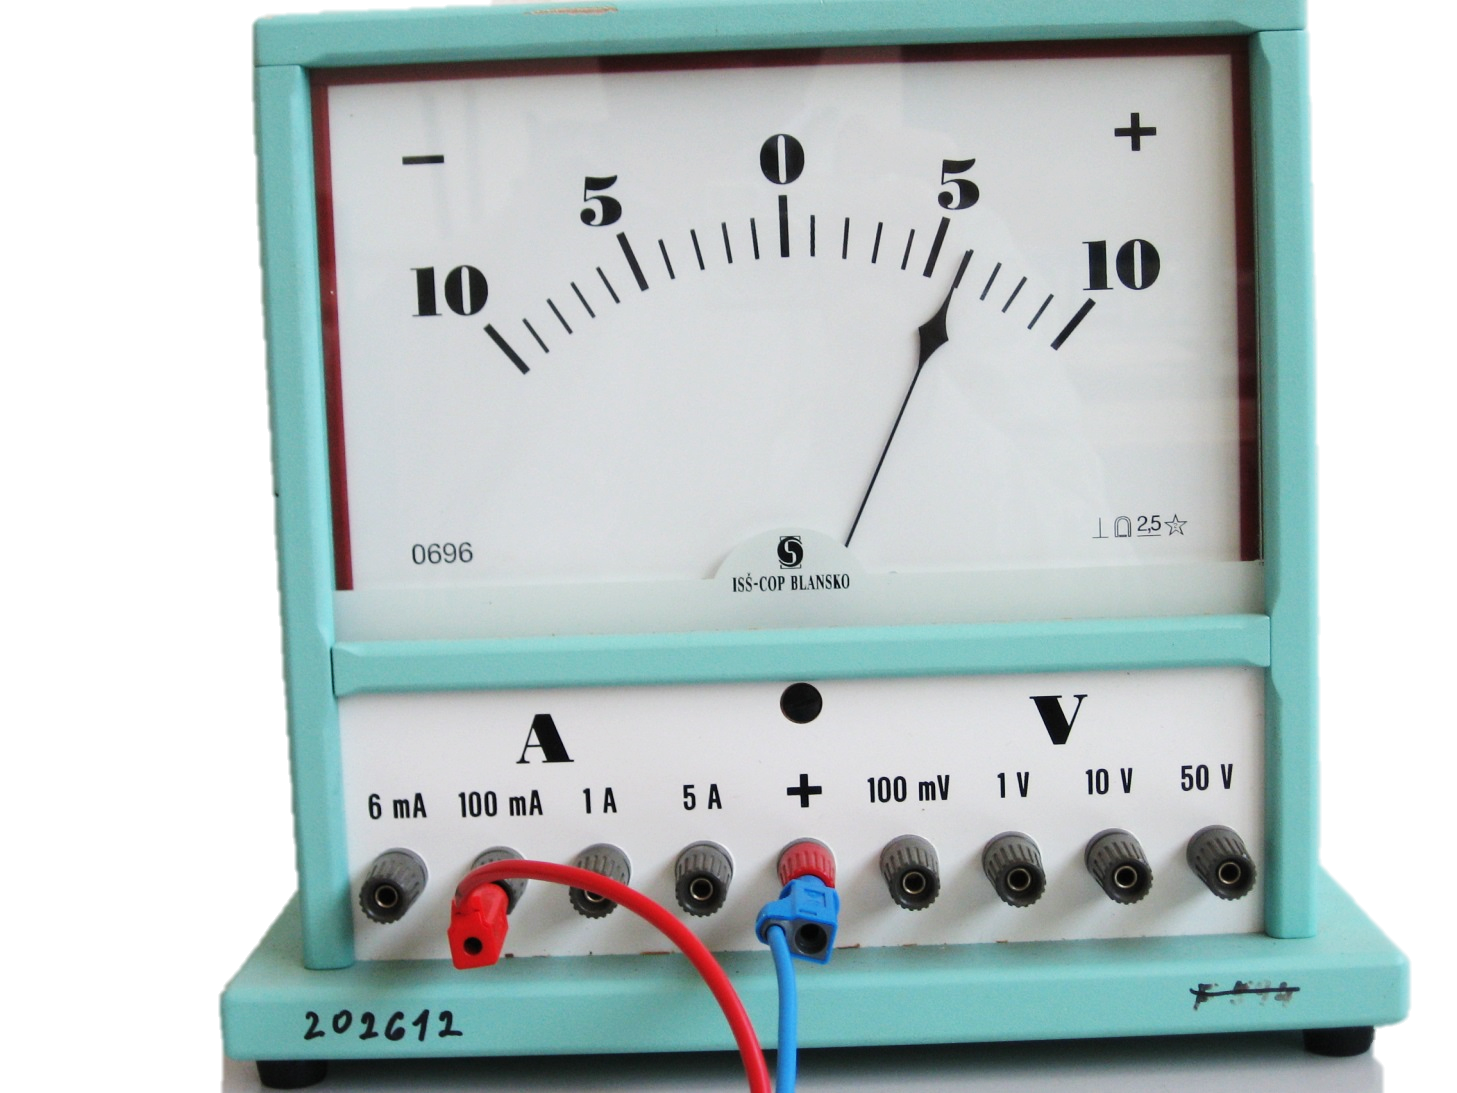 − +
10 5 0 5 10
0696
2,5
S
ISŠ-COP BLANSKO
A V
6 mA 100 mA 1 A 5 A + 100 mV 1 V 10 V 50 V
202612